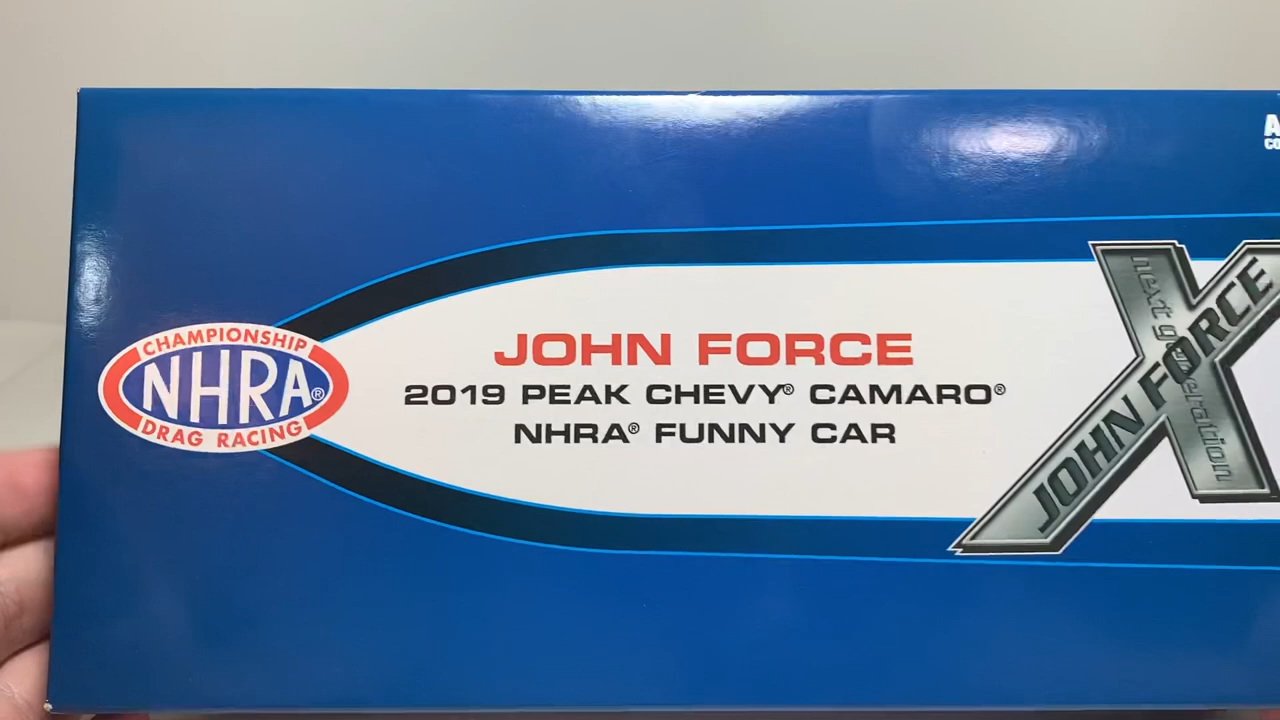 CHAMPIONSHIP
NHRA®
DRAG RACING
JOHN FORCE
2019 PEAK CHEVY® CAMARO®
NHRA® FUNNY CAR
next generation
JOHN FORCE